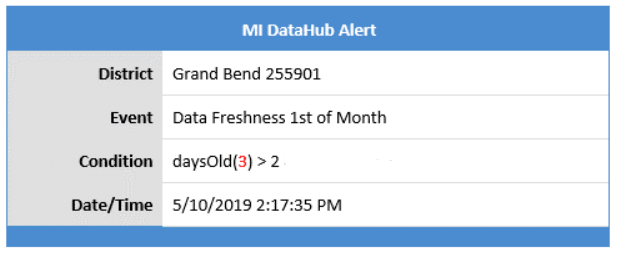 MI DataHub Alert
District Grand Bend 255901
Event Data Freshness 1st of Month
Condition daysOld(3) > 2
Date/Time 5/10/2019 2:17:35 PM